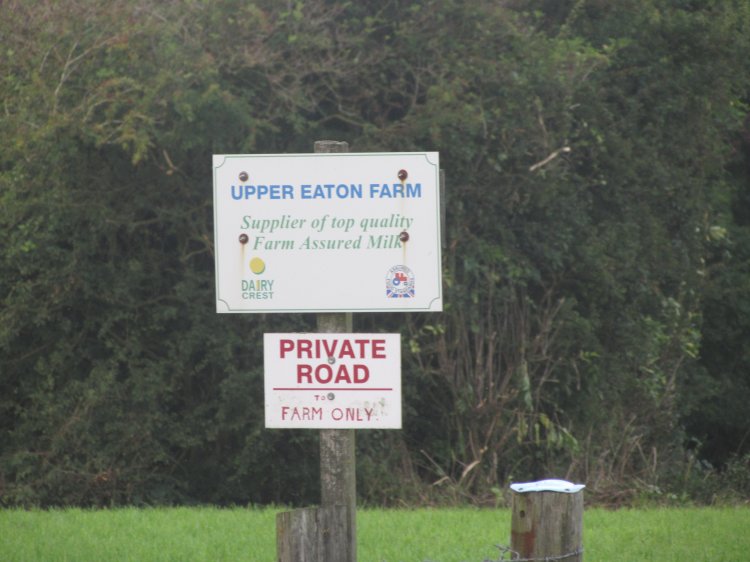 UPPER EATON FARM
Supplier of top quality
Farm Assured Milk
DAIRY
CREST
PRIVATE
ROAD
TO
FARM ONLY.